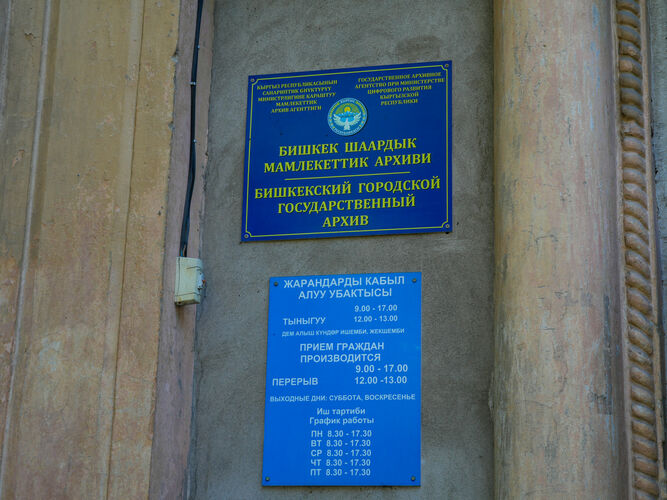 КЫРГЫЗ РЕСПУБЛИКАСЫНЫН
САНАРИПТИК ӨНҮКТҮРҮҮ
МИНИСТРЛИГИНЕ КАРАШТУУ
МАМЛЕКЕТТИК
АРХИВ АГЕНТТИГИ
ГОСУДАРСТВЕННОЕ АРХИВНОЕ
АГЕНТСТВО ПРИ МИНИСТЕРСТВЕ
ЦИФРОВОГО РАЗВИТИЯ
КЫРГЫЗСКОЙ
РЕСПУБЛИКИ
БИШКЕК ШААРДЫК
МАМЛЕКЕТТИК АРХИВИ
БИШКЕКСКИЙ ГОРОДСКОЙ
ГОСУДАРСТВЕННЫЙ
АРХИВ
ЖАРАНДАРДЫ КАБЫЛ
АЛУУ УБАКТЫСЫ
9.00 - 17.00
ТЫНЫГУУ 12.00 - 13.00
ДЕМ АЛЫШ КҮНДӨР ИШЕМБИ, ЖЕКШЕМБИ
ПРИЕМ ГРАЖДАН
ПРОИЗВОДИТСЯ
9.00 - 17.00
ПЕРЕРЫВ 12.00 -13.00
ВЫХОДНЫЕ ДНИ: СУББОТА, ВОСКРЕСЕНЬЕ
Иш тартиби
График работы
ПН 8.30 - 17.30
ВТ 8.30 - 17.30
СР 8.30 - 17.30
ЧТ 8.30 - 17.30
ПТ 8.30 - 17.30